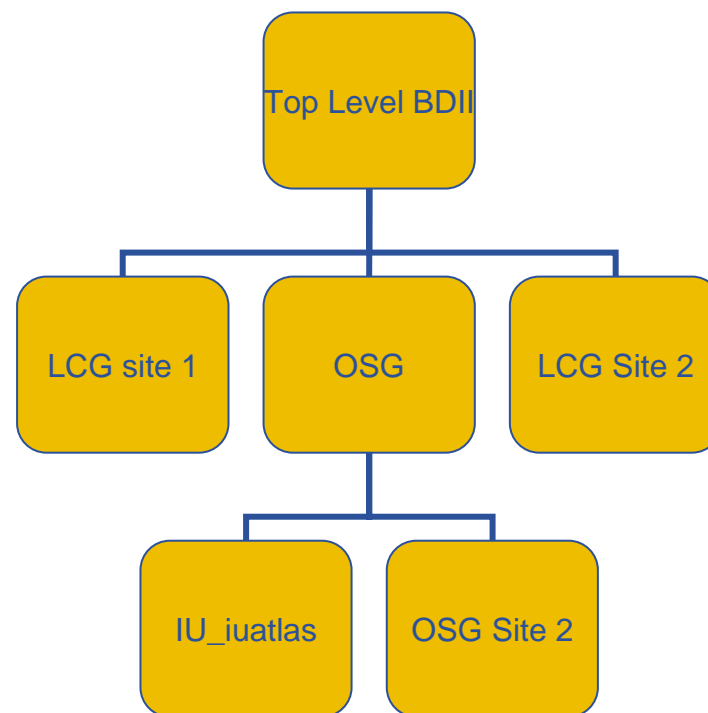 Top Level BDII
LCG site 1
OSG
LCG Site 2
IU_iuatlas
OSG Site 2